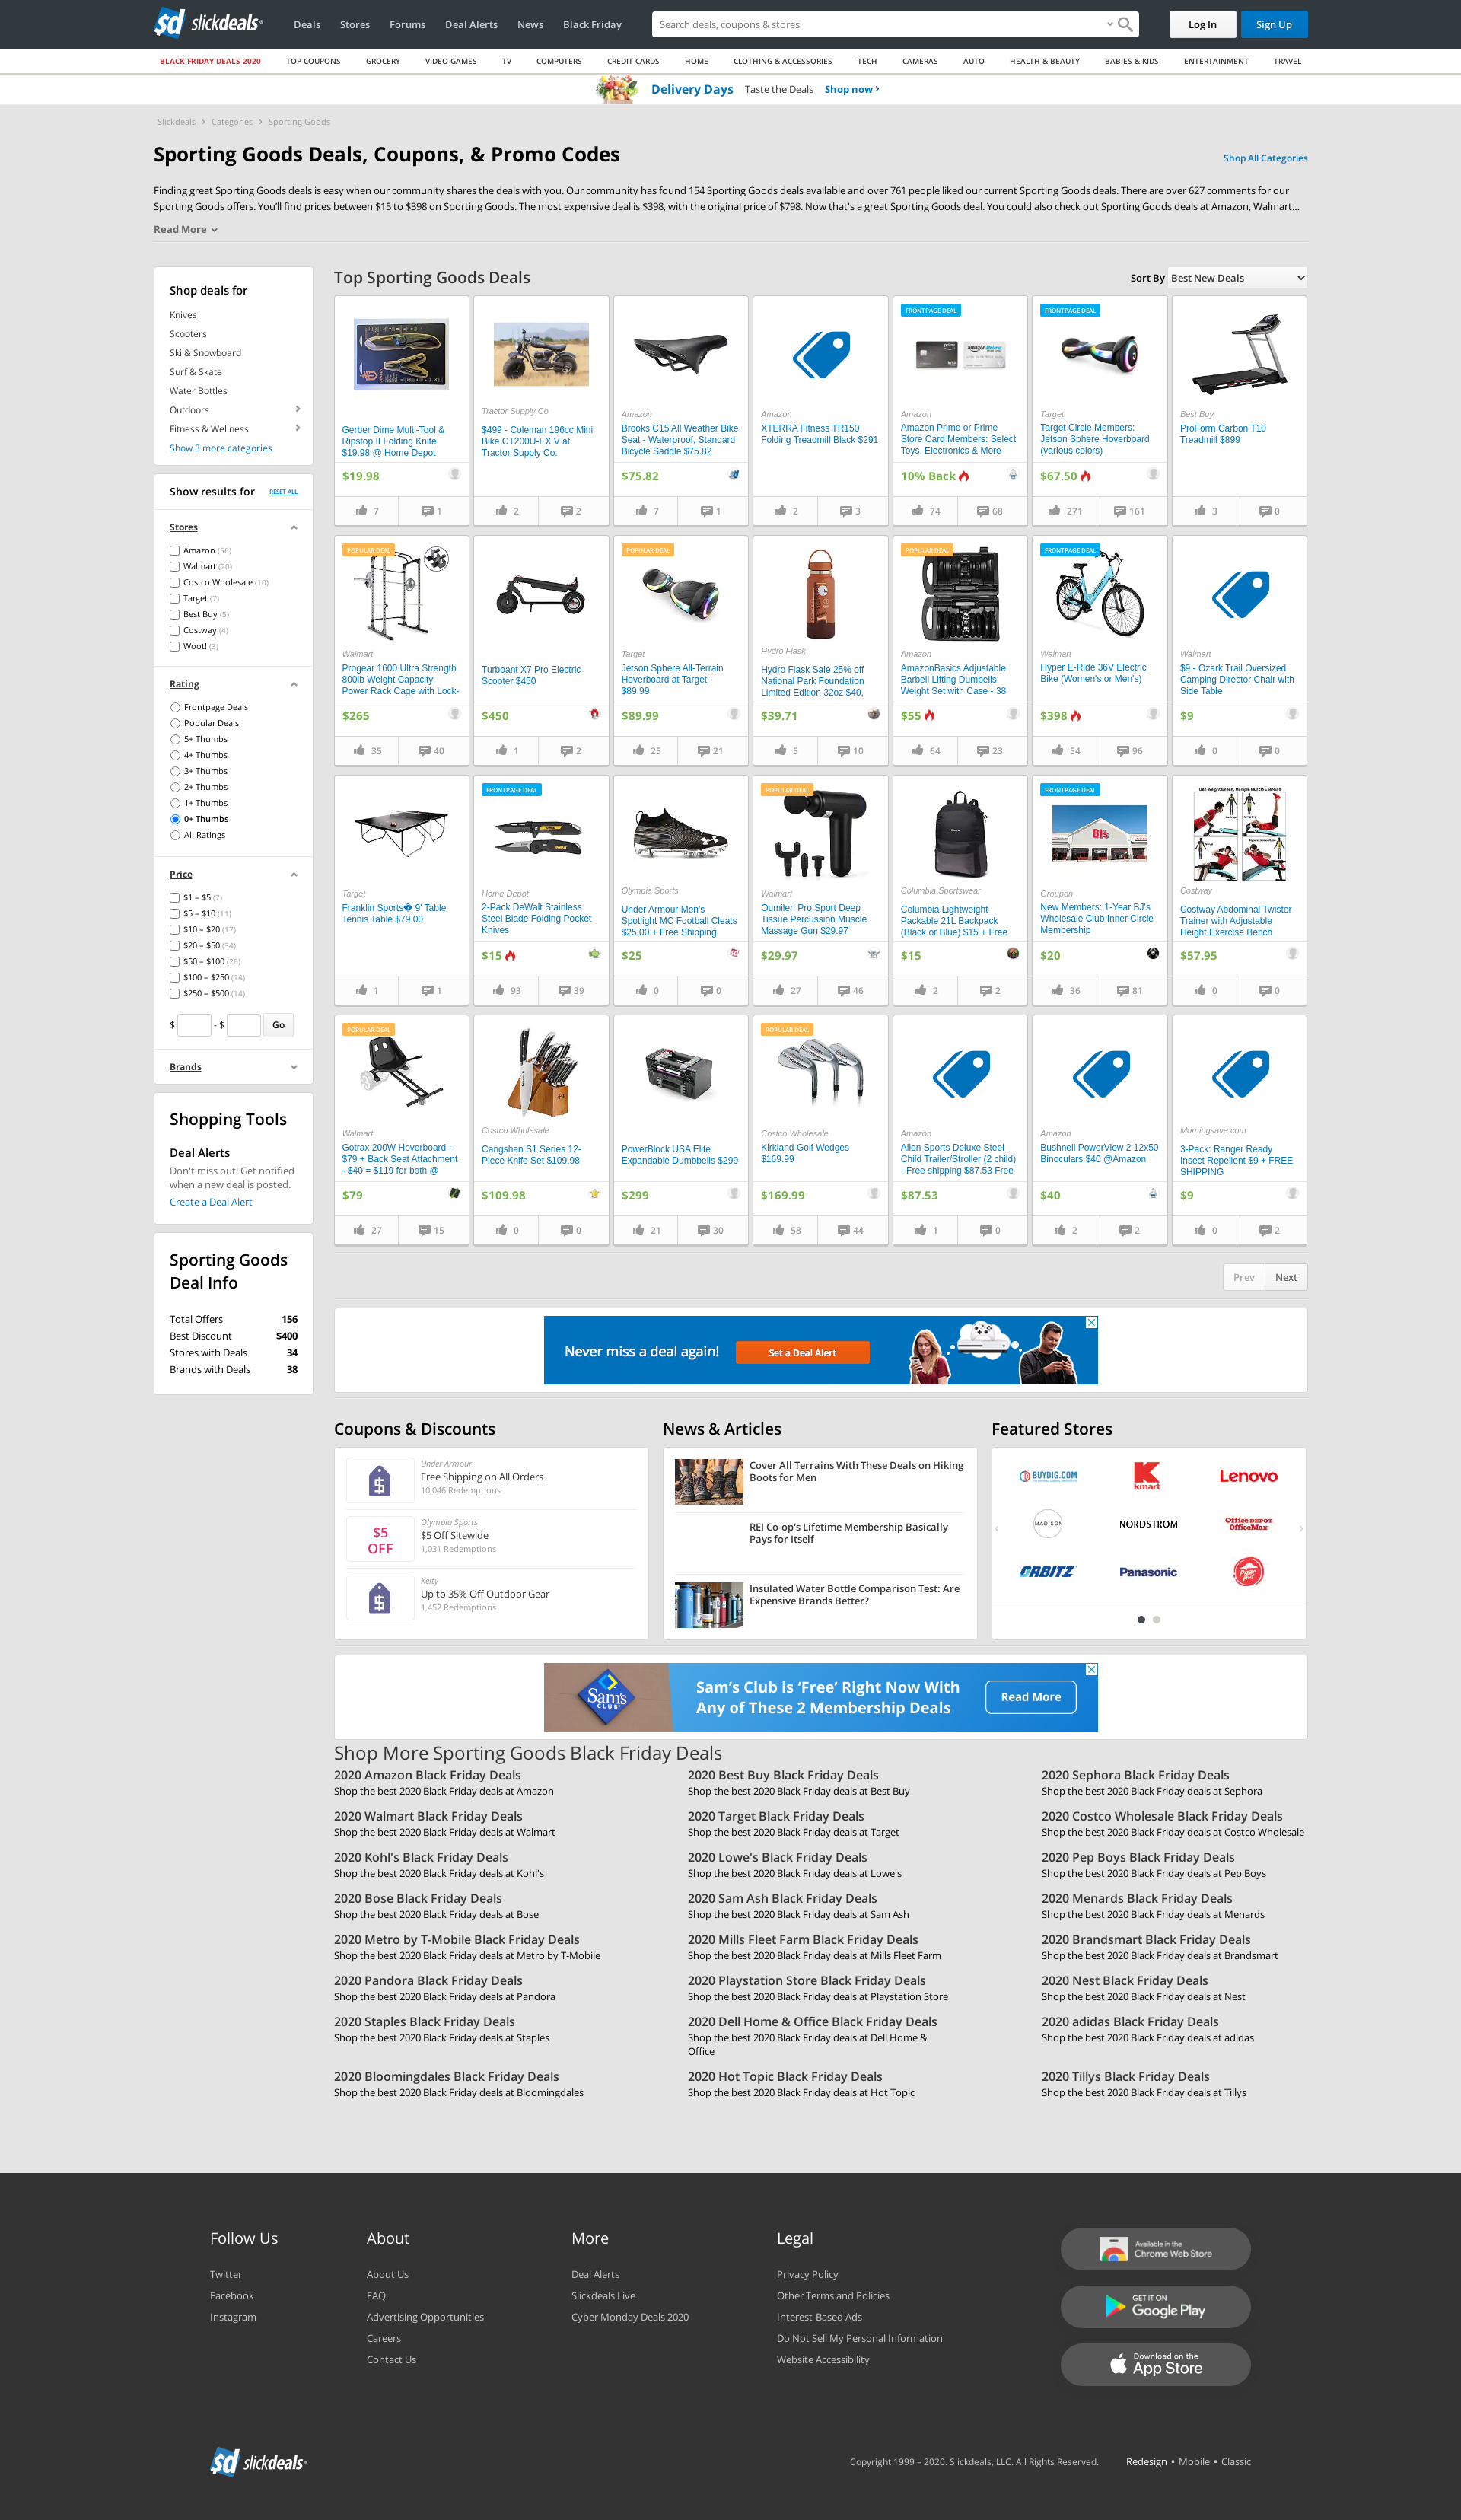 sd slickdeals
Deals Stores Forums Deal Alerts News Black Friday
Search deals, coupons & stores
Log In
Sign Up
BLACK FRIDAY DEALS 2020 TOP COUPONS GROCERY VIDEO GAMES TV COMPUTERS CREDIT CARDS HOME CLOTHING & ACCESSORIES TECH CAMERAS AUTO HEALTH & BEAUTY BABIES & KIDS ENTERTAINMENT TRAVEL
Delivery Days Taste the Deals Shop now ›
Slickdeals › Categories › Sporting Goods
Sporting Goods Deals, Coupons, & Promo Codes
Shop All Categories
Finding great Sporting Goods deals is easy when our community shares the deals with you. Our community has found 154 Sporting Goods deals available and over 761 people liked our current Sporting Goods deals. There are over 627 comments for our
Sporting Goods offers. You'll find prices between $15 to $398 on Sporting Goods. The most expensive deal is $398, with the original price of $798. Now that's a great Sporting Goods deal. You could also check out Sporting Goods deals at Amazon, Walmart...
Read More
Shop deals for
Knives
Scooters
Ski & Snowboard
Surf & Skate
Water Bottles
Outdoors
Fitness & Wellness
Show 3 more categories
Show results for RESET ALL
Stores
Amazon (56)
Walmart (20)
Costco Wholesale (10)
Target (7)
Best Buy (5)
Costway (4)
Woot! (3)
Rating
Frontpage Deals
Popular Deals
5+ Thumbs
4+ Thumbs
3+ Thumbs
2+ Thumbs
1+ Thumbs
0+ Thumbs
All Ratings
Price
$1 – $5 (7)
$5 – $10 (11)
$10 – $20 (17)
$20 – $50 (34)
$50 – $100 (26)
$100 – $250 (14)
$250 – $500 (14)
$ - $ Go
Brands
Shopping Tools
Deal Alerts
Don't miss out! Get notified
when a new deal is posted.
Create a Deal Alert
Sporting Goods
Deal Info
Total Offers 156
Best Discount $400
Stores with Deals 34
Brands with Deals 38
Top Sporting Goods Deals
Sort By Best New Deals
Gerber Dime Multi-Tool &
Ripstop II Folding Knife
$19.98 @ Home Depot
$19.98
7 1
Tractor Supply Co
$499 - Coleman 196cc Mini
Bike CT200U-EX V at
Tractor Supply Co.
2 2
Amazon
Brooks C15 All Weather Bike
Seat - Waterproof, Standard
Bicycle Saddle $75.82
$75.82
7 1
Amazon
XTERRA Fitness TR150
Folding Treadmill Black $291
2 3
FRONTPAGE DEAL
Amazon
Amazon Prime or Prime
Store Card Members: Select
Toys, Electronics & More
10% Back
74 68
FRONTPAGE DEAL
Target
Target Circle Members:
Jetson Sphere Hoverboard
(various colors)
$67.50
271 161
Best Buy
ProForm Carbon T10
Treadmill $899
3 0
POPULAR DEAL
Walmart
Progear 1600 Ultra Strength
800lb Weight Capacity
Power Rack Cage with Lock-
$265
35 40
Turboant X7 Pro Electric
Scooter $450
$450
1 2
POPULAR DEAL
Target
Jetson Sphere All-Terrain
Hoverboard at Target -
$89.99
$89.99
25 21
Hydro Flask
Hydro Flask Sale 25% off
National Park Foundation
Limited Edition 32oz $40,
$39.71
5 10
POPULAR DEAL
Amazon
AmazonBasics Adjustable
Barbell Lifting Dumbells
Weight Set with Case - 38
$55
64 23
FRONTPAGE DEAL
Walmart
Hyper E-Ride 36V Electric
Bike (Women's or Men's)
$398
54 96
Walmart
$9 - Ozark Trail Oversized
Camping Director Chair with
Side Table
$9
0 0
Target
Franklin Sports� 9' Table
Tennis Table $79.00
1 1
FRONTPAGE DEAL
Home Depot
2-Pack DeWalt Stainless
Steel Blade Folding Pocket
Knives
$15
93 39
Olympia Sports
Under Armour Men's
Spotlight MC Football Cleats
$25.00 + Free Shipping
$25
0 0
POPULAR DEAL
Walmart
Oumilen Pro Sport Deep
Tissue Percussion Muscle
Massage Gun $29.97
$29.97
27 46
Columbia Sportswear
Columbia Lightweight
Packable 21L Backpack
(Black or Blue) $15 + Free
$15
2 2
FRONTPAGE DEAL
BJ's
Groupon
New Members: 1-Year BJ's
Wholesale Club Inner Circle
Membership
$20
36 81
Costway
Costway Abdominal Twister
Trainer with Adjustable
Height Exercise Bench
$57.95
0 0
POPULAR DEAL
Walmart
Gotrax 200W Hoverboard -
$79 + Back Seat Attachment
- $40 = $119 for both @
$79
27 15
Costco Wholesale
Cangshan S1 Series 12-
Piece Knife Set $109.98
$109.98
0 0
PowerBlock USA Elite
Expandable Dumbbells $299
$299
21 30
POPULAR DEAL
Costco Wholesale
Kirkland Golf Wedges
$169.99
$169.99
58 44
Amazon
Allen Sports Deluxe Steel
Child Trailer/Stroller (2 child)
- Free shipping $87.53 Free
$87.53
1 0
Amazon
Bushnell PowerView 2 12x50
Binoculars $40 @Amazon
$40
2 2
Morningsave.com
3-Pack: Ranger Ready
Insect Repellent $9 + FREE
SHIPPING
$9
0 2
Prev Next
Never miss a deal again! Set a Deal Alert
Coupons & Discounts
Under Armour
Free Shipping on All Orders
10,046 Redemptions
$5
OFF
Olympia Sports
$5 Off Sitewide
1,031 Redemptions
Kelty
Up to 35% Off Outdoor Gear
1,452 Redemptions
News & Articles
Cover All Terrains With These Deals on Hiking
Boots for Men
REI Co-op's Lifetime Membership Basically
Pays for Itself
Insulated Water Bottle Comparison Test: Are
Expensive Brands Better?
Featured Stores
BUYDIG.COM kmart Lenovo
MADISON NORDSTROM Office DEPOT OfficeMax
ORBITZ Panasonic Pizza Hut
Sam's CLUB
Sam's Club is 'Free' Right Now With
Any of These 2 Membership Deals
Read More
Shop More Sporting Goods Black Friday Deals
2020 Amazon Black Friday Deals
Shop the best 2020 Black Friday deals at Amazon
2020 Best Buy Black Friday Deals
Shop the best 2020 Black Friday deals at Best Buy
2020 Sephora Black Friday Deals
Shop the best 2020 Black Friday deals at Sephora
2020 Walmart Black Friday Deals
Shop the best 2020 Black Friday deals at Walmart
2020 Target Black Friday Deals
Shop the best 2020 Black Friday deals at Target
2020 Costco Wholesale Black Friday Deals
Shop the best 2020 Black Friday deals at Costco Wholesale
2020 Kohl's Black Friday Deals
Shop the best 2020 Black Friday deals at Kohl's
2020 Lowe's Black Friday Deals
Shop the best 2020 Black Friday deals at Lowe's
2020 Pep Boys Black Friday Deals
Shop the best 2020 Black Friday deals at Pep Boys
2020 Bose Black Friday Deals
Shop the best 2020 Black Friday deals at Bose
2020 Sam Ash Black Friday Deals
Shop the best 2020 Black Friday deals at Sam Ash
2020 Menards Black Friday Deals
Shop the best 2020 Black Friday deals at Menards
2020 Metro by T-Mobile Black Friday Deals
Shop the best 2020 Black Friday deals at Metro by T-Mobile
2020 Mills Fleet Farm Black Friday Deals
Shop the best 2020 Black Friday deals at Mills Fleet Farm
2020 Brandsmart Black Friday Deals
Shop the best 2020 Black Friday deals at Brandsmart
2020 Pandora Black Friday Deals
Shop the best 2020 Black Friday deals at Pandora
2020 Playstation Store Black Friday Deals
Shop the best 2020 Black Friday deals at Playstation Store
2020 Nest Black Friday Deals
Shop the best 2020 Black Friday deals at Nest
2020 Staples Black Friday Deals
Shop the best 2020 Black Friday deals at Staples
2020 Dell Home & Office Black Friday Deals
Shop the best 2020 Black Friday deals at Dell Home &
Office
2020 adidas Black Friday Deals
Shop the best 2020 Black Friday deals at adidas
2020 Bloomingdales Black Friday Deals
Shop the best 2020 Black Friday deals at Bloomingdales
2020 Hot Topic Black Friday Deals
Shop the best 2020 Black Friday deals at Hot Topic
2020 Tillys Black Friday Deals
Shop the best 2020 Black Friday deals at Tillys
Follow Us
Twitter
Facebook
Instagram
About
About Us
FAQ
Advertising Opportunities
Careers
Contact Us
More
Deal Alerts
Slickdeals Live
Cyber Monday Deals 2020
Legal
Privacy Policy
Other Terms and Policies
Interest-Based Ads
Do Not Sell My Personal Information
Website Accessibility
Available in the
Chrome Web Store
GET IT ON
Google Play
Download on the
App Store
sd slickdeals
Copyright 1999 – 2020. Slickdeals, LLC. All Rights Reserved.
Redesign • Mobile • Classic